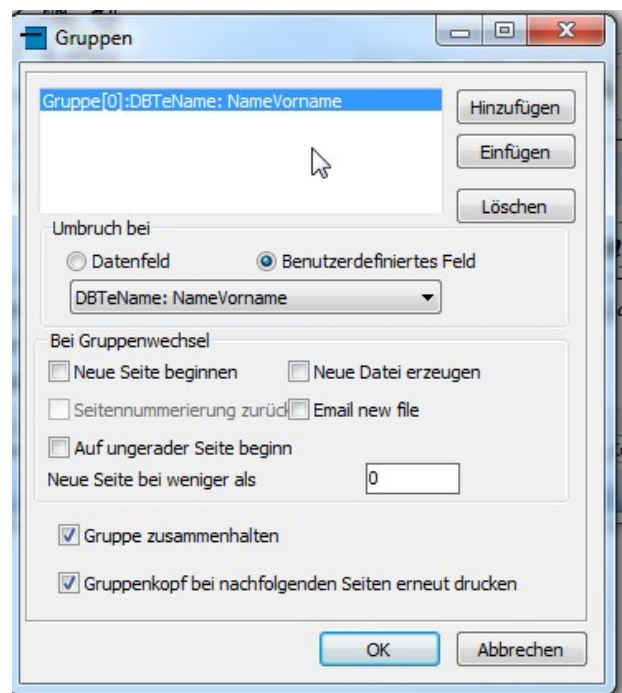 Gruppen
Gruppe[0]:DBTeName: NameVorname
Hinzufügen
Einfügen
Löschen
Umbruch bei
Datenfeld
Benutzerdefiniertes Feld
DBTeName: NameVorname
Bei Gruppenwechsel
Neue Seite beginnen
Neue Datei erzeugen
Seitennummerierung zurück
Email new file
Auf ungerader Seite beginn
Neue Seite bei weniger als
0
Gruppe zusammenhalten
Gruppenkopf bei nachfolgenden Seiten erneut drucken
OK
Abbrechen